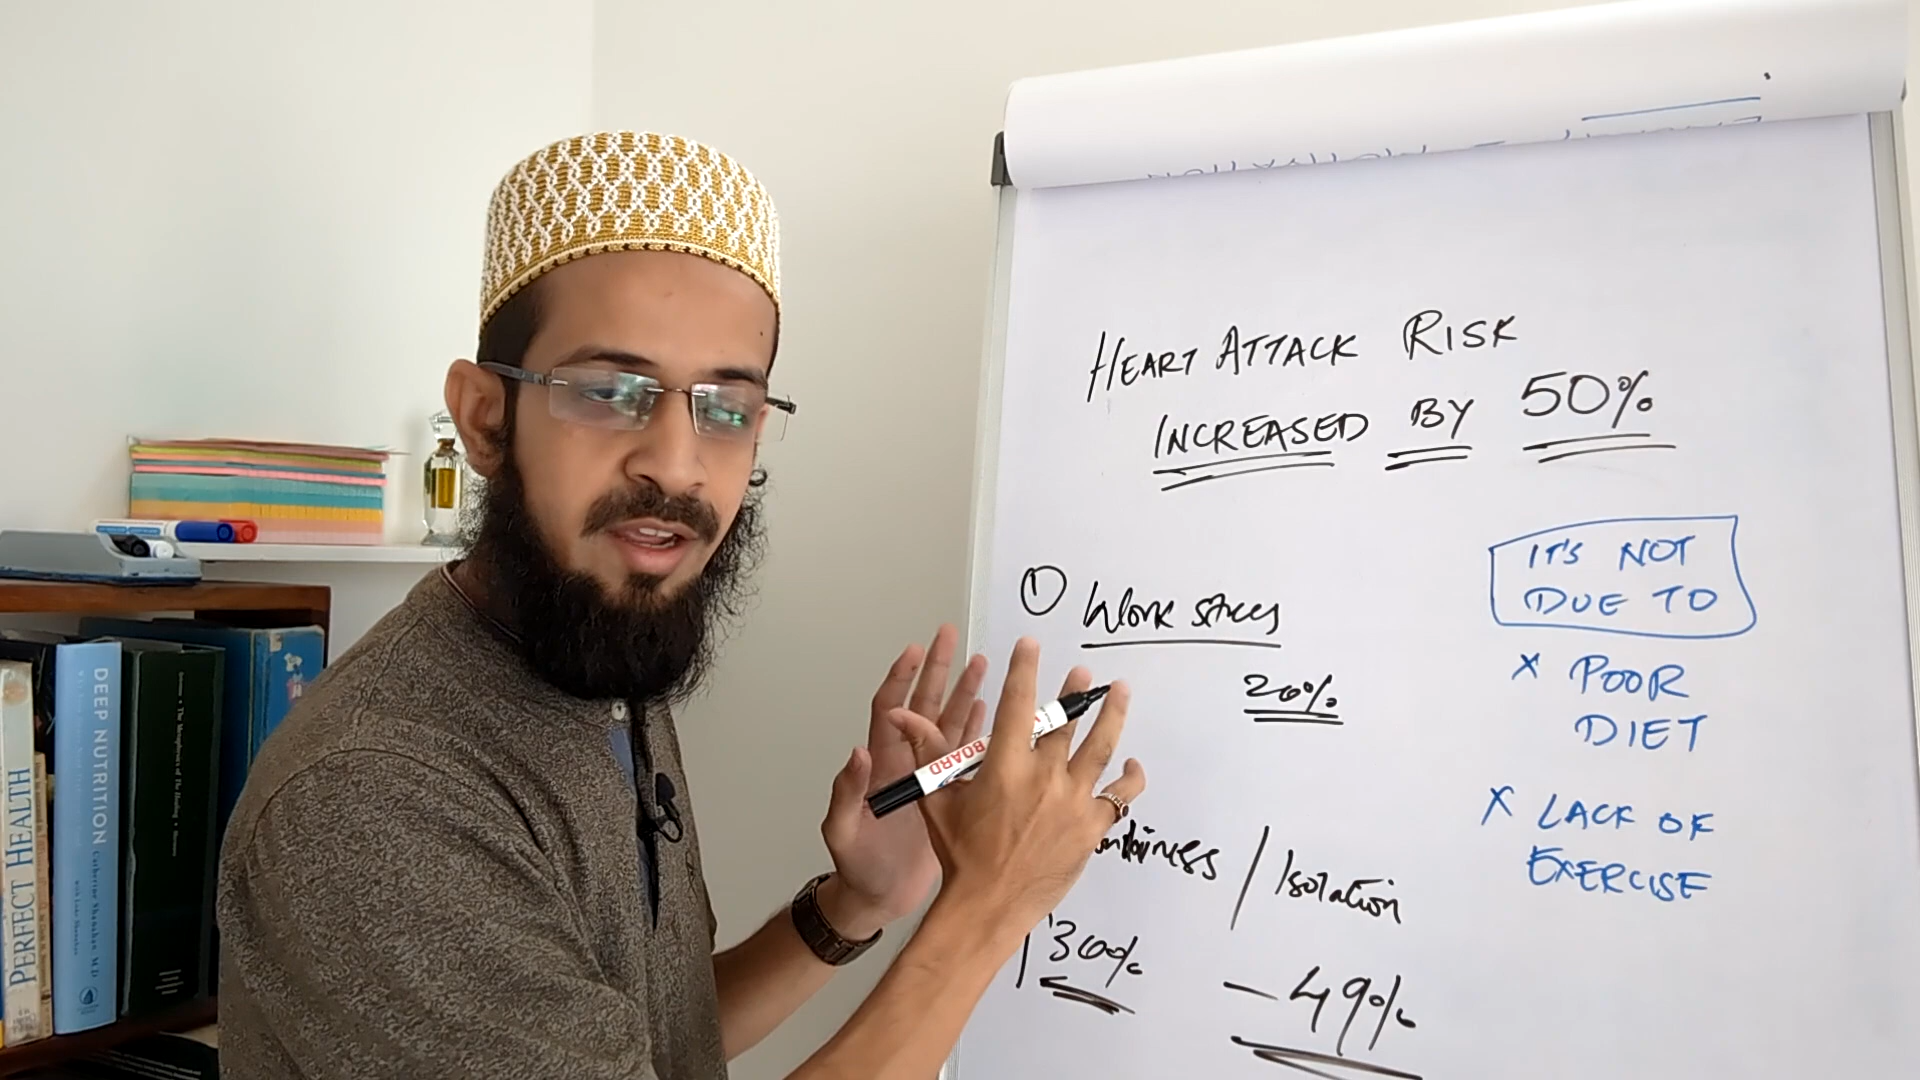 HEART ATTACK RISK
INCREASED BY 50%
① Work stress
20%
/ Isolation
30%
- 49%
IT'S NOT
DUE TO
x POOR
DIET
x LACK OF
EXERCISE
BOARD
DEEP NUTRITION
Catherine Shanahan, M.D.
PERFECT HEALTH